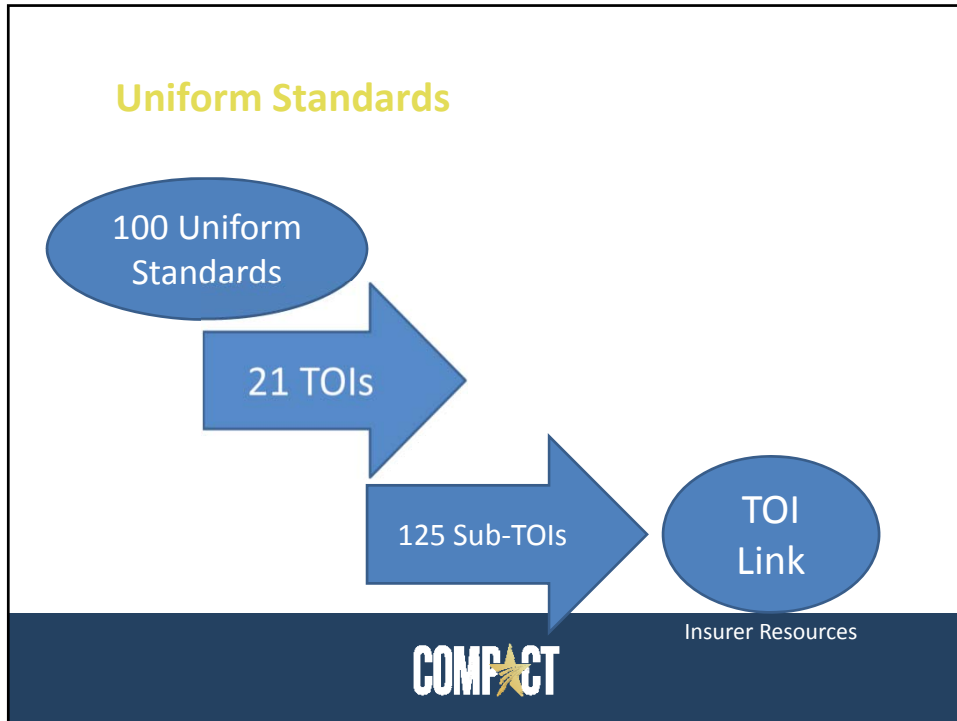 Uniform Standards
100 Uniform
Standards
21 TOIs
125 Sub-TOIs
TOI
Link
Insurer Resources
COMPACT